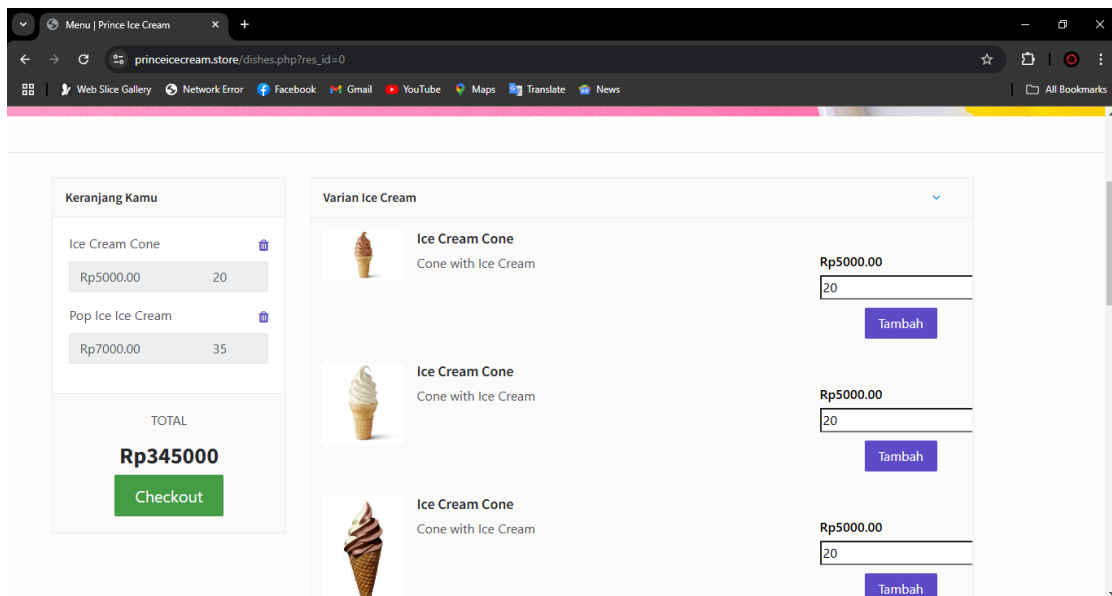 Menu | Prince Ice Cream
princeicecream.store/dishes.php?res_id=0
Web Slice Gallery Network Error Facebook Gmail YouTube Maps Translate News All Bookmarks
Keranjang Kamu
Ice Cream Cone
Rp5000.00 20
Pop Ice Ice Cream
Rp7000.00 35
TOTAL
Rp345000
Checkout
Varian Ice Cream
Ice Cream Cone
Cone with Ice Cream
Rp5000.00
20
Tambah
Ice Cream Cone
Cone with Ice Cream
Rp5000.00
20
Tambah
Ice Cream Cone
Cone with Ice Cream
Rp5000.00
20
Tambah